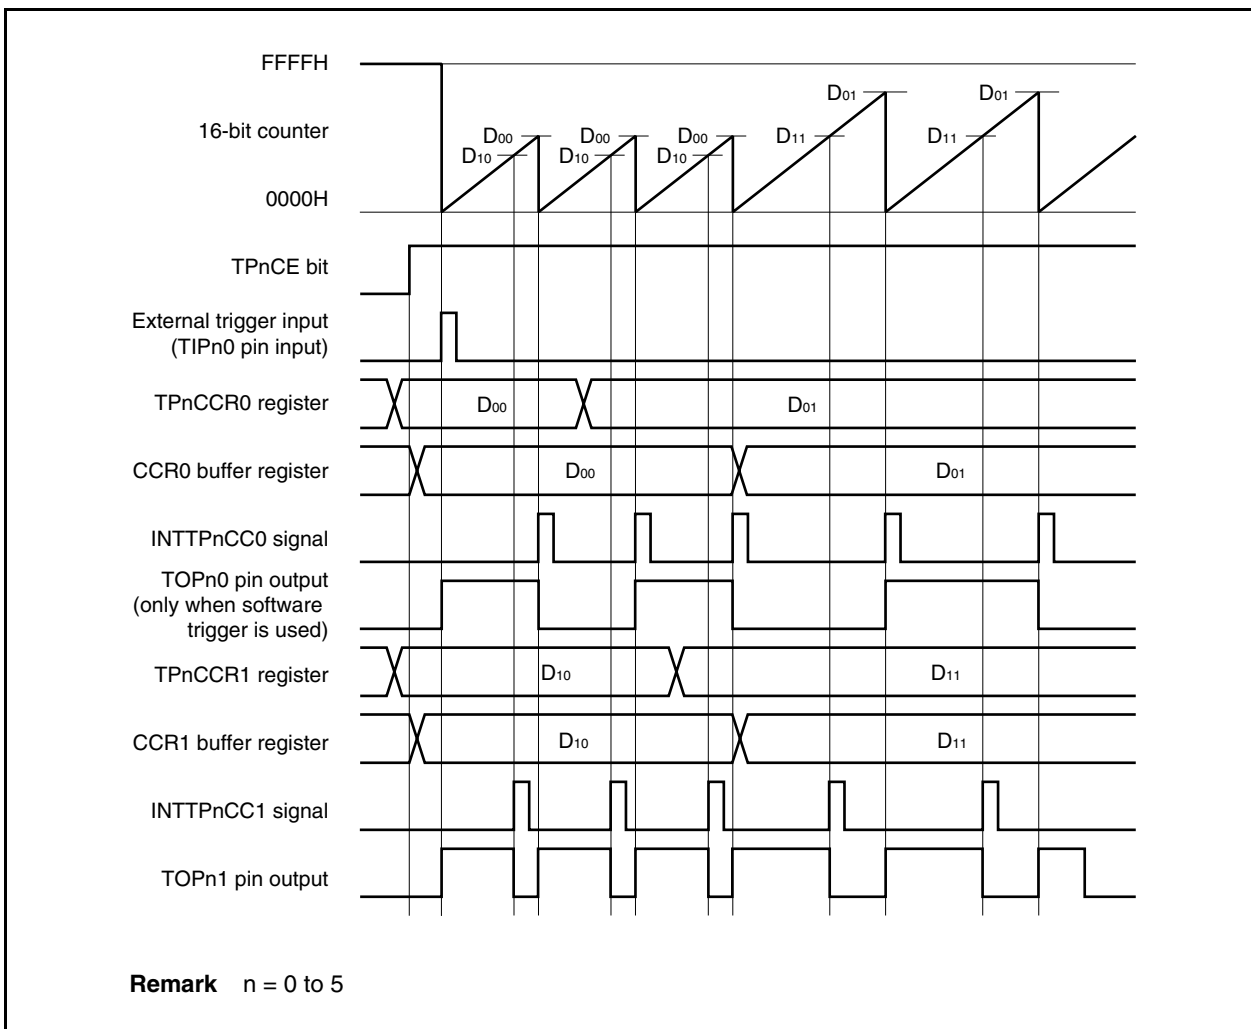 FFFFH
D01 D01
16-bit counter D00 D00 D00 D11 D11
D10 D10 D10
0000H
TPnCE bit
External trigger input
(TIPn0 pin input)
TPnCCR0 register D00 D01
CCR0 buffer register D00 D01
INTTPnCC0 signal
TOPn0 pin output
(only when software
trigger is used)
TPnCCR1 register D10 D11
CCR1 buffer register D10 D11
INTTPnCC1 signal
TOPn1 pin output
Remark n = 0 to 5